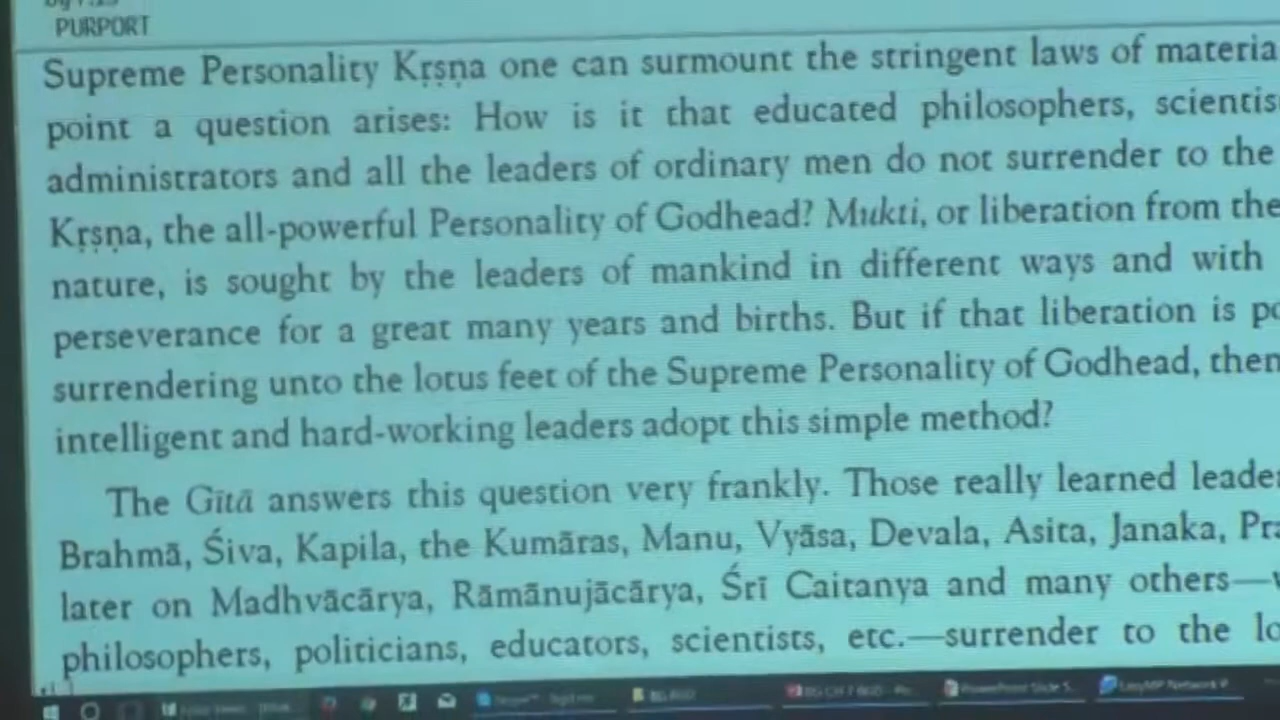 Bg 7.15
PURPORT
Supreme Personality Kṛṣṇa one can surmount the stringent laws of materia
point a question arises: How is it that educated philosophers, scientis
administrators and all the leaders of ordinary men do not surrender to the
Kṛṣṇa, the all-powerful Personality of Godhead? Mukti, or liberation from the
nature, is sought by the leaders of mankind in different ways and with
perseverance for a great many years and births. But if that liberation is po
surrendering unto the lotus feet of the Supreme Personality of Godhead, then
intelligent and hard-working leaders adopt this simple method?
The Gītā answers this question very frankly. Those really learned leade
Brahmā, Śiva, Kapila, the Kumāras, Manu, Vyāsa, Devala, Asita, Janaka, Pra
later on Madhvācārya, Rāmānujācārya, Śrī Caitanya and many others—
philosophers, politicians, educators, scientists, etc.—surrender to the lo
PowerPoint Slide S...